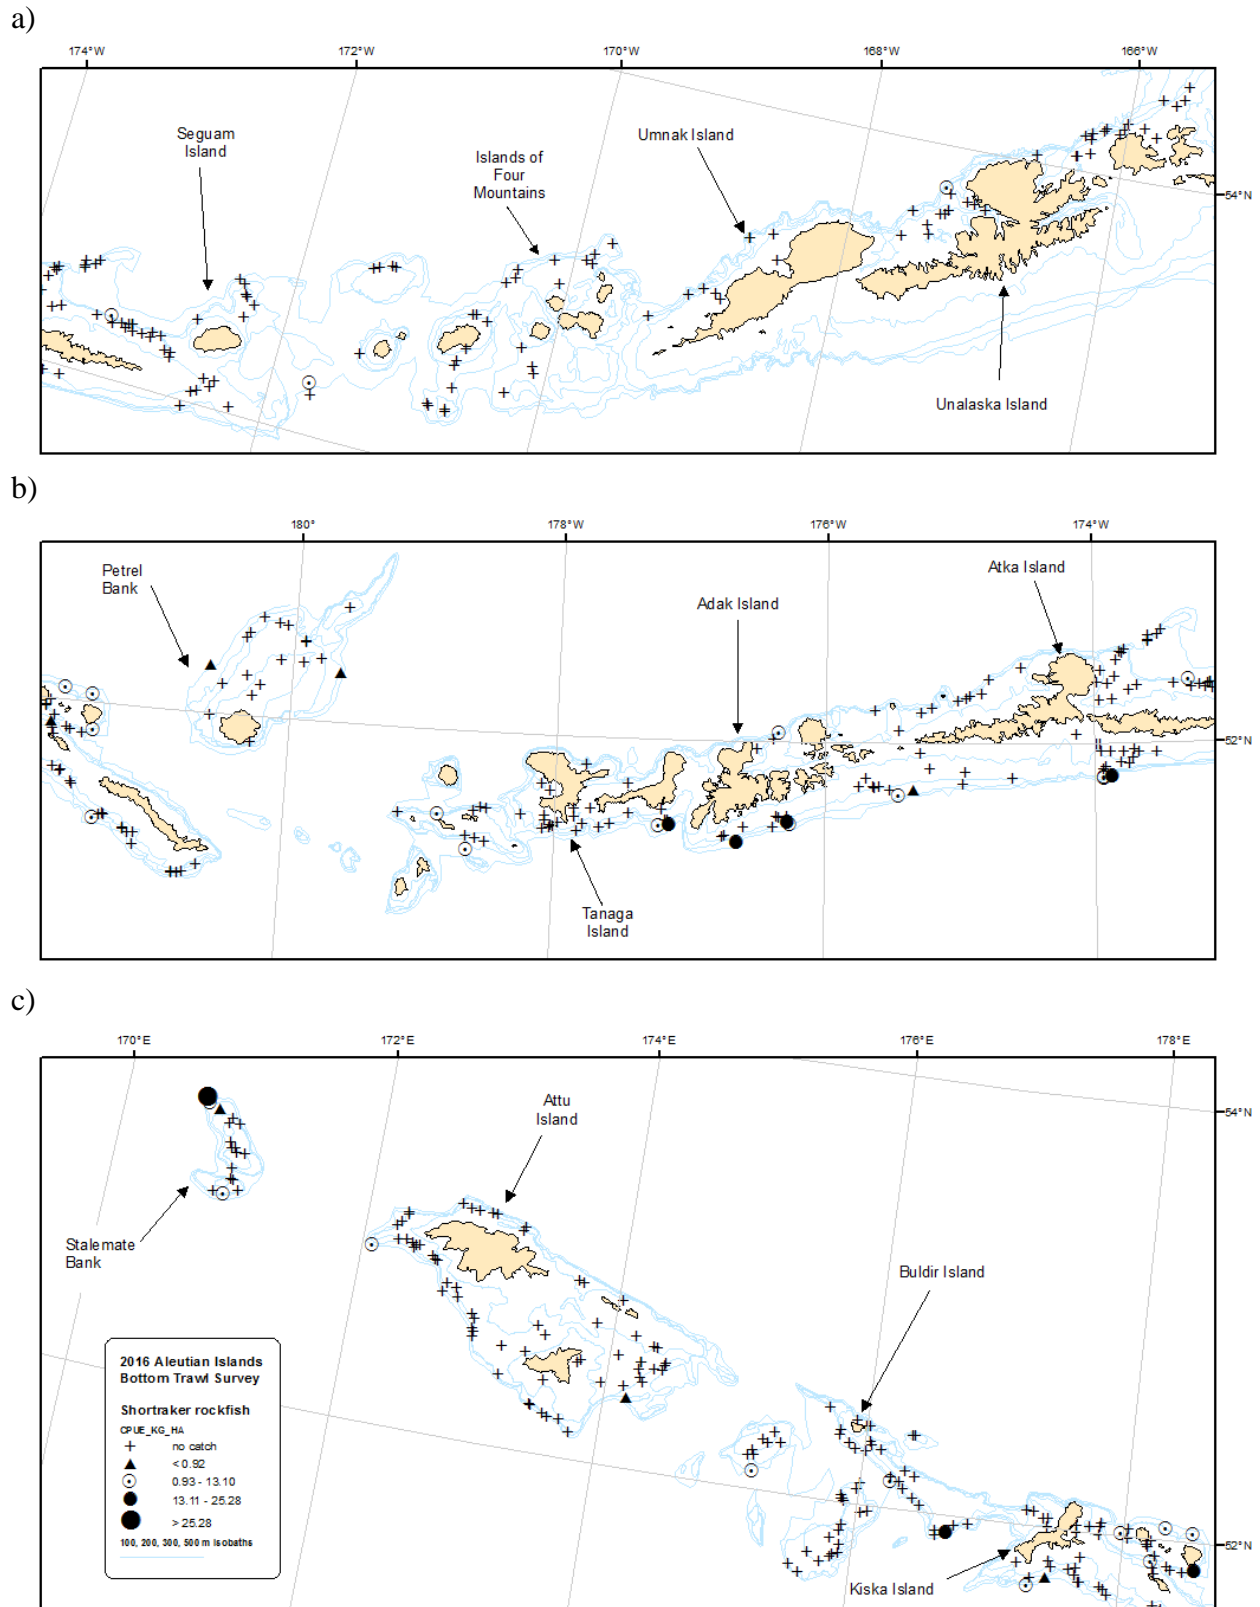 a)
174°W 172°W 170°W 168°W 166°W
Seguam
Island
Islands of
Four
Mountains
Umnak Island
54°N
Unalaska Island
b)
180° 178°W 176°W 174°W
Petrel
Bank
Adak Island
Atka Island
52°N
Tanaga
Island
c)
170°E 172°E 174°E 176°E 178°E
54°N
Attu
Island
Stalemate
Bank
Buldir Island
2016 Aleutian Islands
Bottom Trawl Survey
Shortraker rockfish
CPUE_KG_HA
no catch
< 0.92
0.93 - 13.10
13.11 - 25.28
> 25.28
100, 200, 300, 500 m Isobaths
52°N
Kiska Island